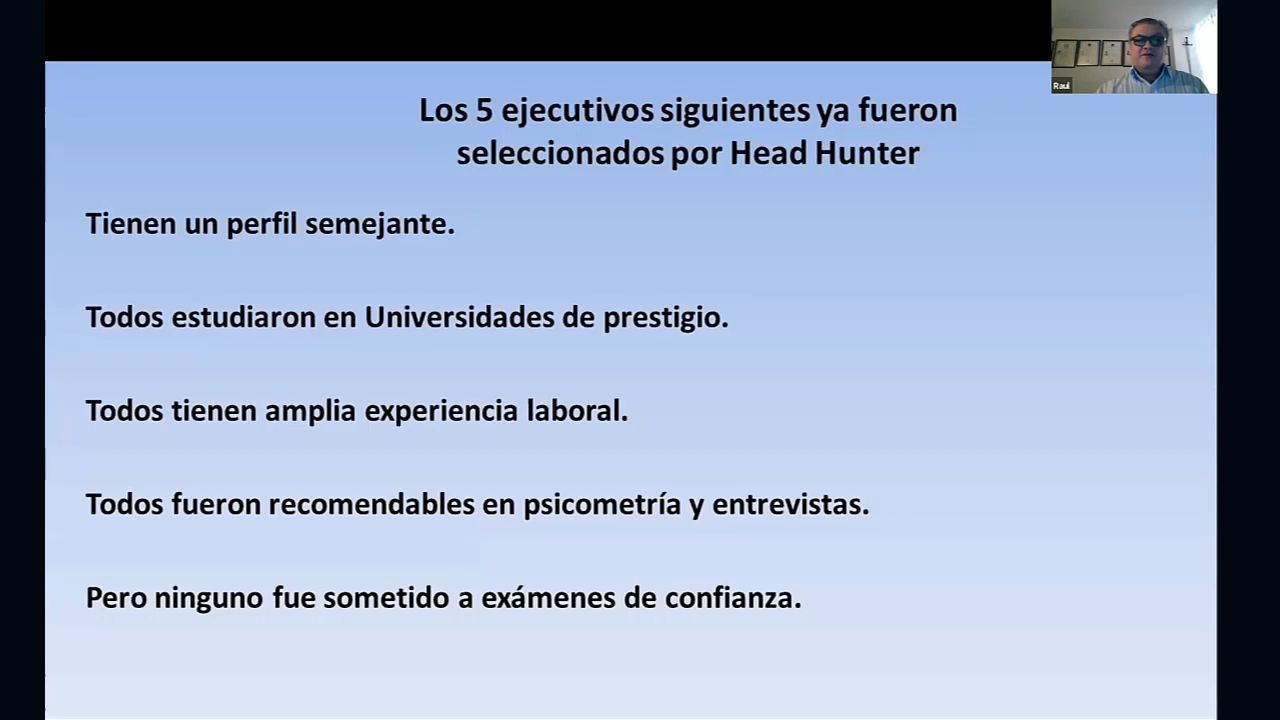 Raul
Los 5 ejecutivos siguientes ya fueron
seleccionados por Head Hunter
Tienen un perfil semejante.
Todos estudiaron en Universidades de prestigio.
Todos tienen amplia experiencia laboral.
Todos fueron recomendables en psicometría y entrevistas.
Pero ninguno fue sometido a exámenes de confianza.